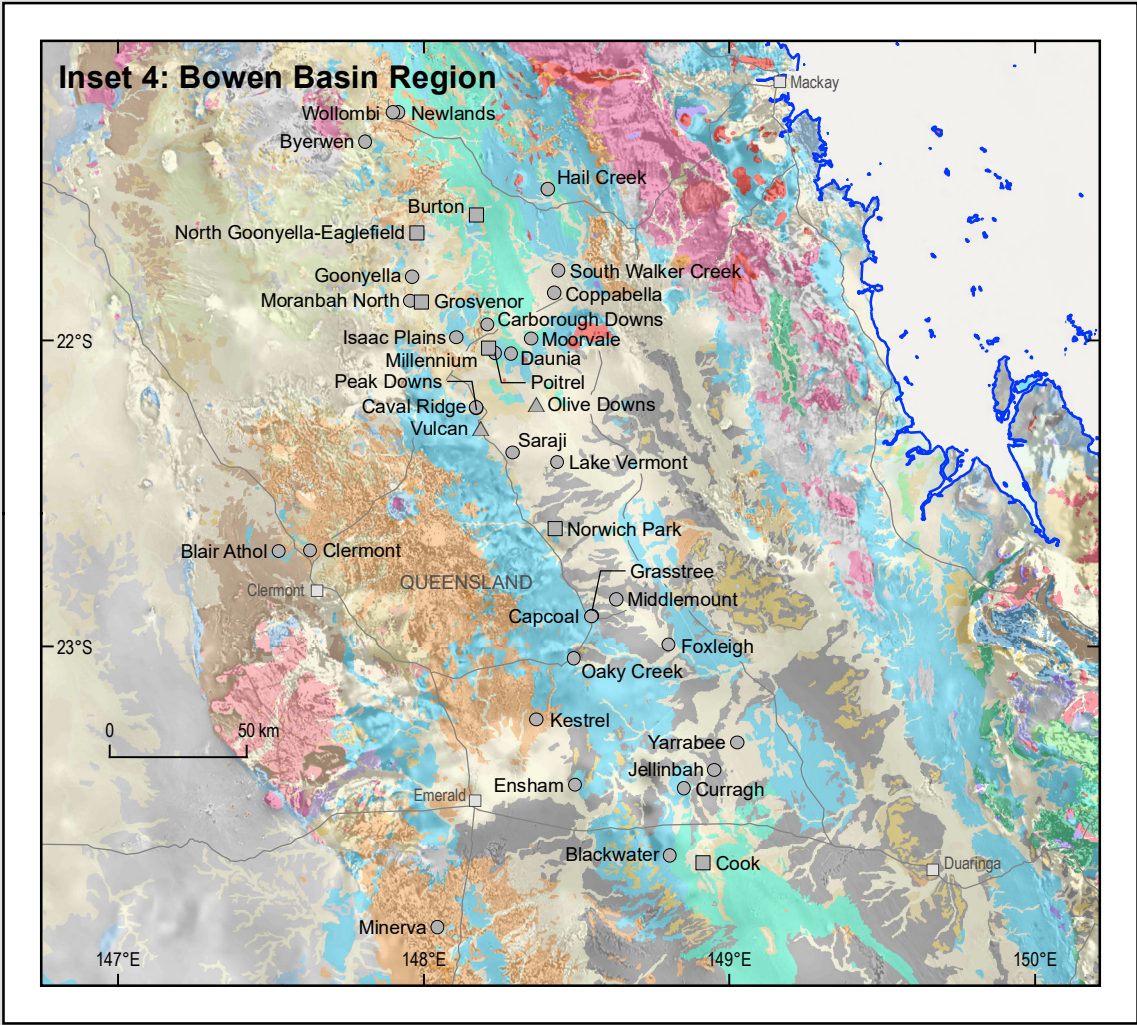 Inset 4: Bowen Basin Region
Mackay
Wollombi
Newlands
Byerwen
Hail Creek
Burton
North Goonyella-Eaglefield
Goonyella
South Walker Creek
Moranbah North
Grosvenor
Coppabella
Carborough Downs
Isaac Plains
Moorvale
22°S
Millennium
Daunia
Peak Downs
Poitrel
Caval Ridge
Olive Downs
Vulcan
Saraji
Lake Vermont
Norwich Park
Blair Athol
Clermont
Grasstree
QUEENSLAND
Clermont
Middlemount
Capcoal
23°S
Foxleigh
Oaky Creek
Kestrel
0
50 km
Yarrabee
Jellinbah
Ensham
Curragh
Emerald
Blackwater
Cook
Duaringa
Minerva
147°E
148°E
149°E
150°E